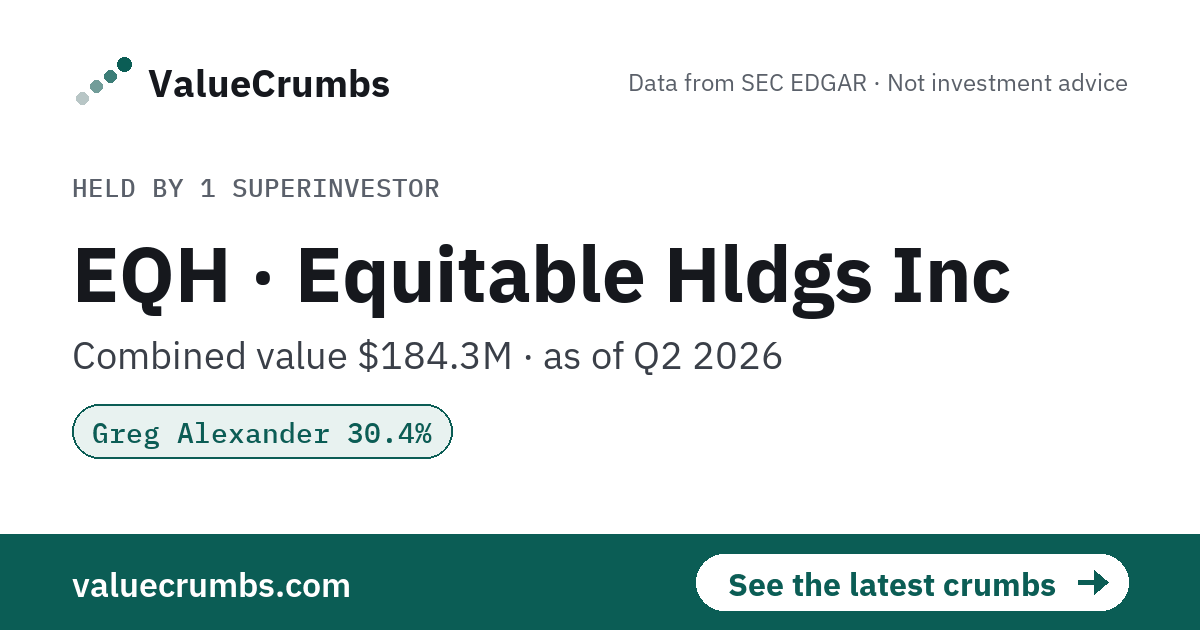 ValueCrumbs
Data from SEC EDGAR · Not investment advice
HELD BY 1 SUPERINVESTOR
EQH · Equitable Hldgs Inc
Combined value $184.3M · as of Q2 2026
Greg Alexander 30.4%
valuecrumbs.com
See the latest crumbs